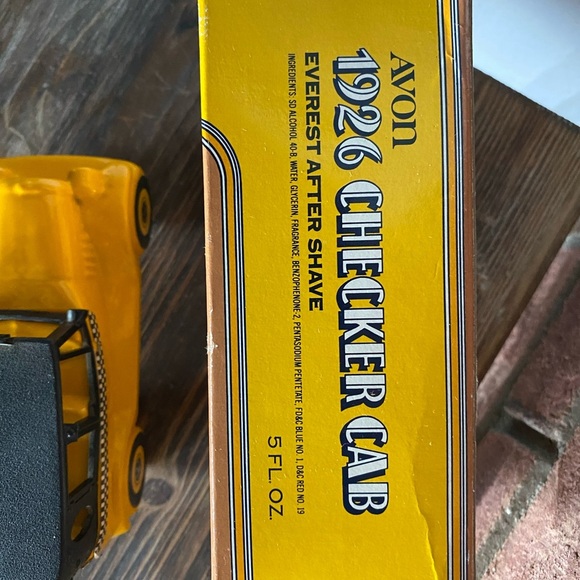 AVON
1926 CHECKER CAB
EVEREST AFTER SHAVE
INGREDIENTS: SD ALCOHOL 40-B, WATER, GLYCERIN, FRAGRANCE, BENZOPHENONE-2, PENTASODIUM PENTETATE, FD&C BLUE NO. 1, D&C RED NO. 19
5 FL. OZ.